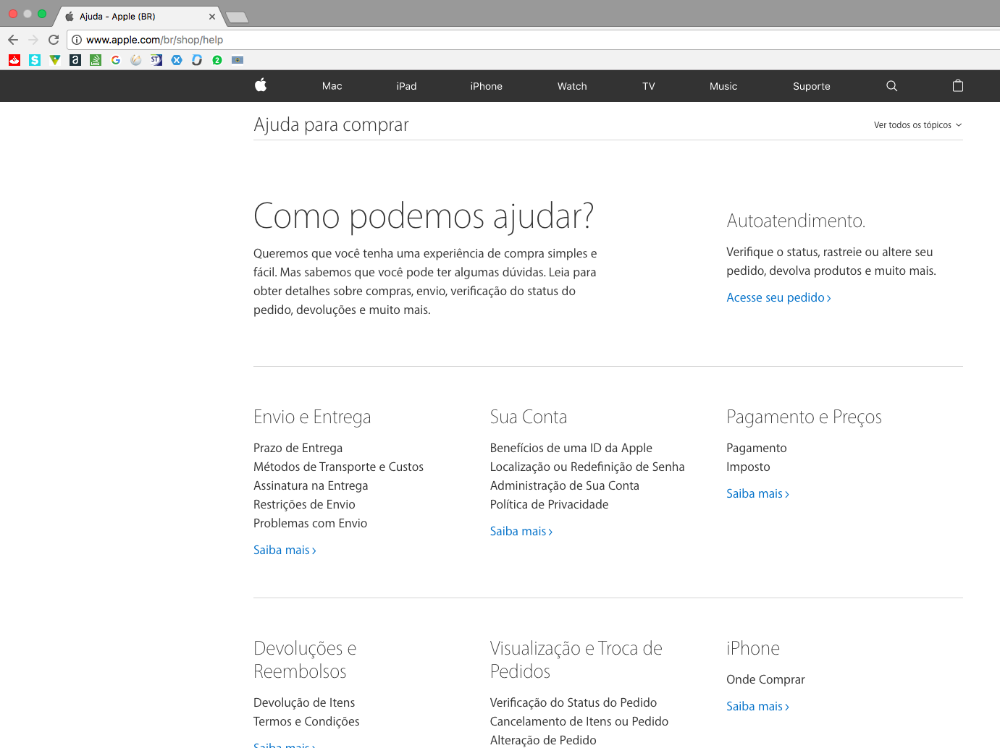 Ajuda - Apple (BR)
www.apple.com/br/shop/help
Mac iPad iPhone Watch TV Music Suporte
Ajuda para comprar
Ver todos os tópicos
Como podemos ajudar?
Queremos que você tenha uma experiência de compra simples e
fácil. Mas sabemos que você pode ter algumas dúvidas. Leia para
obter detalhes sobre compras, envio, verificação do status do
pedido, devoluções e muito mais.
Autoatendimento.
Verifique o status, rastreie ou altere seu
pedido, devolva produtos e muito mais.
Acesse seu pedido ›
Envio e Entrega
Prazo de Entrega
Métodos de Transporte e Custos
Assinatura na Entrega
Restrições de Envio
Problemas com Envio
Saiba mais ›
Sua Conta
Benefícios de uma ID da Apple
Localização ou Redefinição de Senha
Administração de Sua Conta
Política de Privacidade
Saiba mais ›
Pagamento e Preços
Pagamento
Imposto
Saiba mais ›
Devoluções e
Reembolsos
Devolução de Itens
Termos e Condições
Saiba mais ›
Visualização e Troca de
Pedidos
Verificação do Status do Pedido
Cancelamento de Itens ou Pedido
Alteração de Pedido
iPhone
Onde Comprar
Saiba mais ›